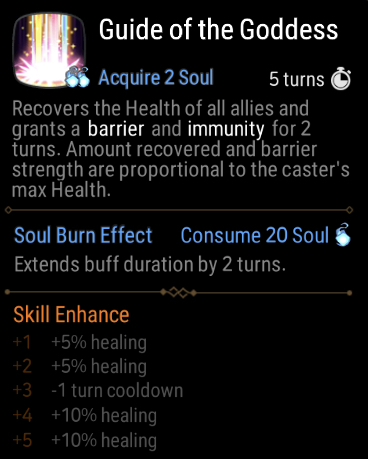 Guide of the Goddess
Acquire 2 Soul 5 turns
Recovers the Health of all allies and
grants a barrier and immunity for 2
turns. Amount recovered and barrier
strength are proportional to the caster's
max Health.
Soul Burn Effect Consume 20 Soul
Extends buff duration by 2 turns.
Skill Enhance
+1 +5% healing
+2 +5% healing
+3 -1 turn cooldown
+4 +10% healing
+5 +10% healing